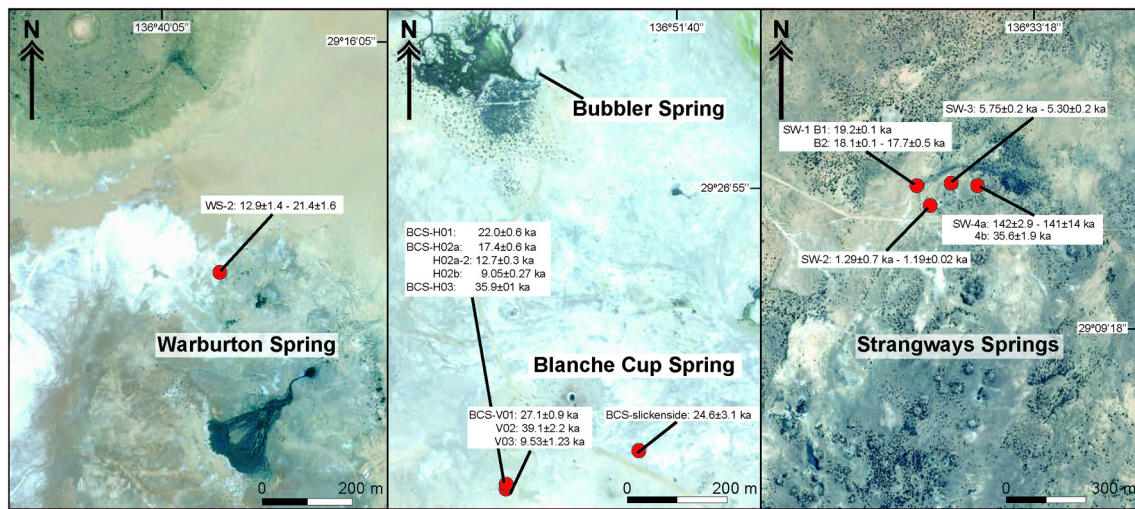 N
136°40'05"
29°16'05"
WS-2: 12.9±1.4 - 21.4±1.6
Warburton Spring
0 200 m
N
136°51'40"
Bubbler Spring
29°26'55"
BCS-H01: 22.0±0.6 ka
BCS-H02a: 17.4±0.6 ka
H02a-2: 12.7±0.3 ka
H02b: 9.05±0.27 ka
BCS-H03: 35.9±01 ka
Blanche Cup Spring
BCS-V01: 27.1±0.9 ka
V02: 39.1±2.2 ka
V03: 9.53±1.23 ka
BCS-slickenside: 24.6±3.1 ka
0 200 m
N
136°33'18"
SW-3: 5.75±0.2 ka - 5.30±0.2 ka
SW-1 B1: 19.2±0.1 ka
B2: 18.1±0.1 - 17.7±0.5 ka
SW-4a: 142±2.9 - 141±14 ka
4b: 35.6±1.9 ka
SW-2: 1.29±0.7 ka - 1.19±0.02 ka
29°09'18"
Strangways Springs
0 300 m